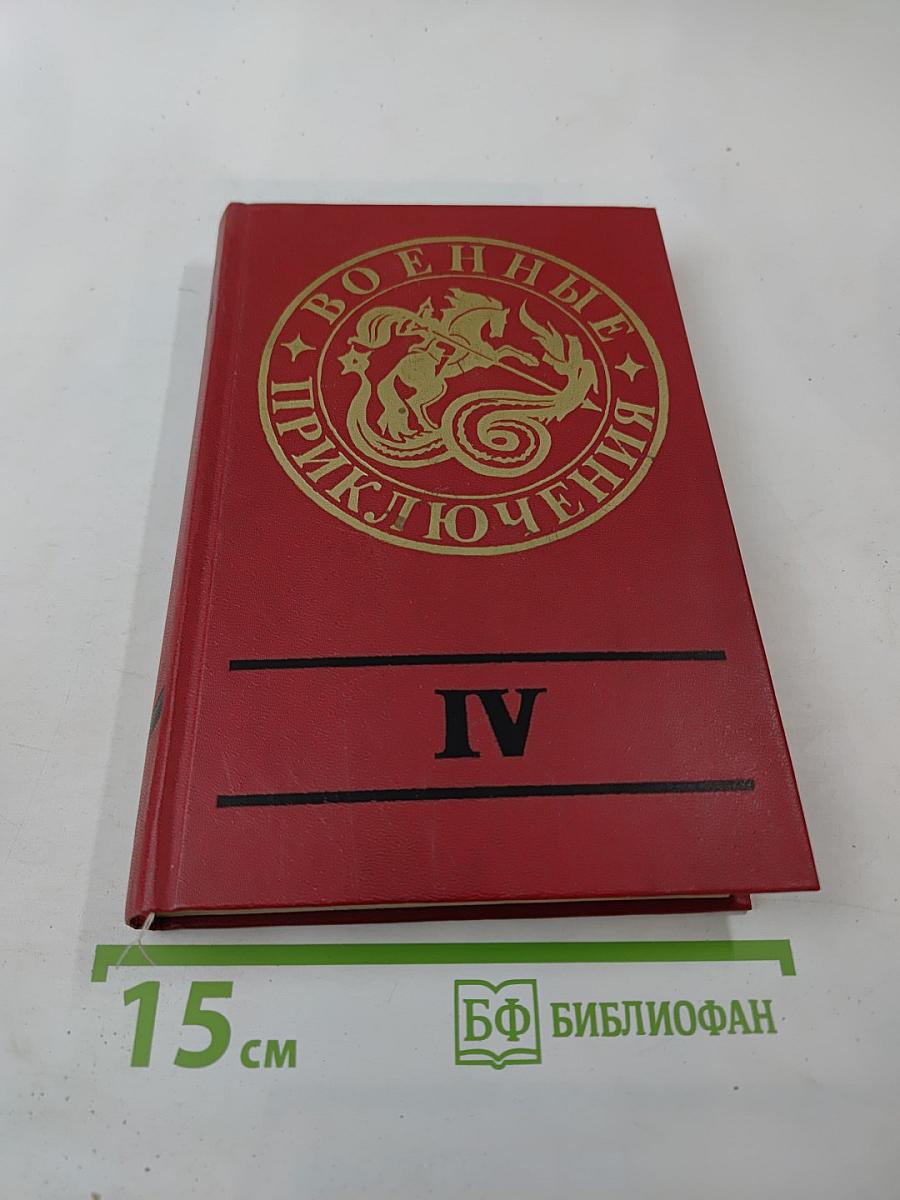 ВОЕННЫЕ
ПРИКЛЮЧЕНИЯ
IV
15 см
БФ БИБЛИОФАН